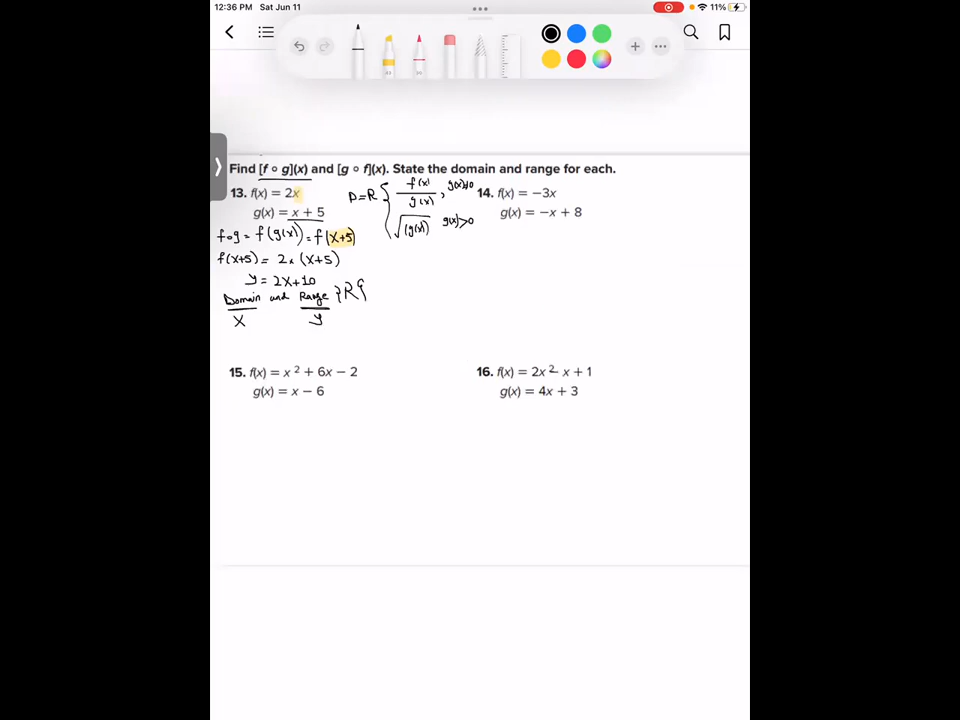 12:36 PM Sat Jun 11
11%
Find [f ∘ g](x) and [g ∘ f](x). State the domain and range for each.
13. f(x) = 2x
g(x) = x + 5
D=R { f(x)/g(x), g(x)≠0
√(g(x)) g(x)>0
14. f(x) = −3x
g(x) = −x + 8
fog = f(g(x)) = f(x+5)
f(x+5) = 2x(x+5)
y = 2x+10
Domain and Range }R{
x y
15. f(x) = x² + 6x − 2
g(x) = x − 6
16. f(x) = 2x² − x + 1
g(x) = 4x + 3